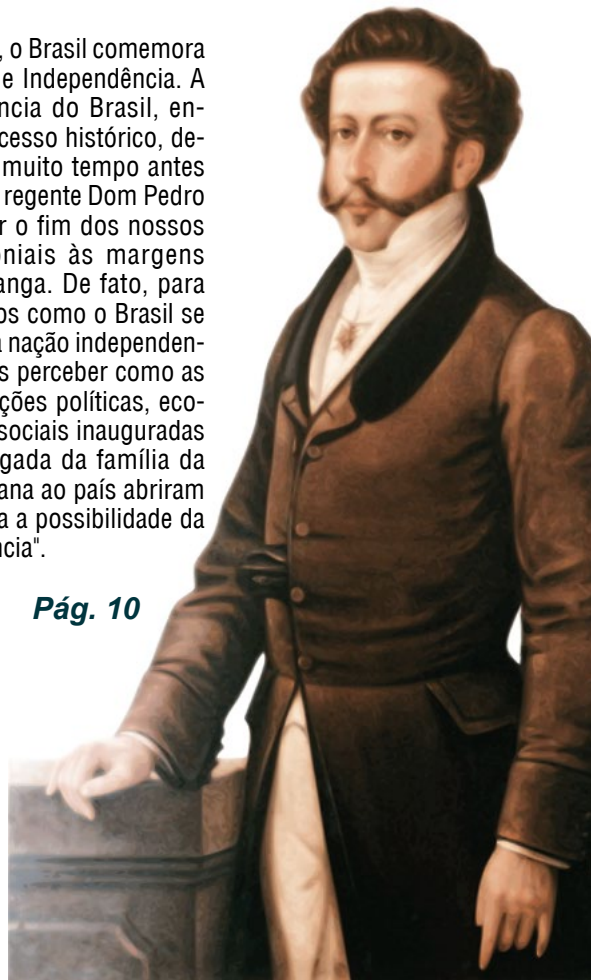 , o Brasil comemora
e Independência. A
ncia do Brasil, en-
cesso histórico, de-
muito tempo antes
regente Dom Pedro
r o fim dos nossos
niais às margens
anga. De fato, para
os como o Brasil se
a nação independen-
s perceber como as
ções políticas, eco-
sociais inauguradas
gada da família da
ana ao país abriram
a a possibilidade da
ncia".
Pág. 10